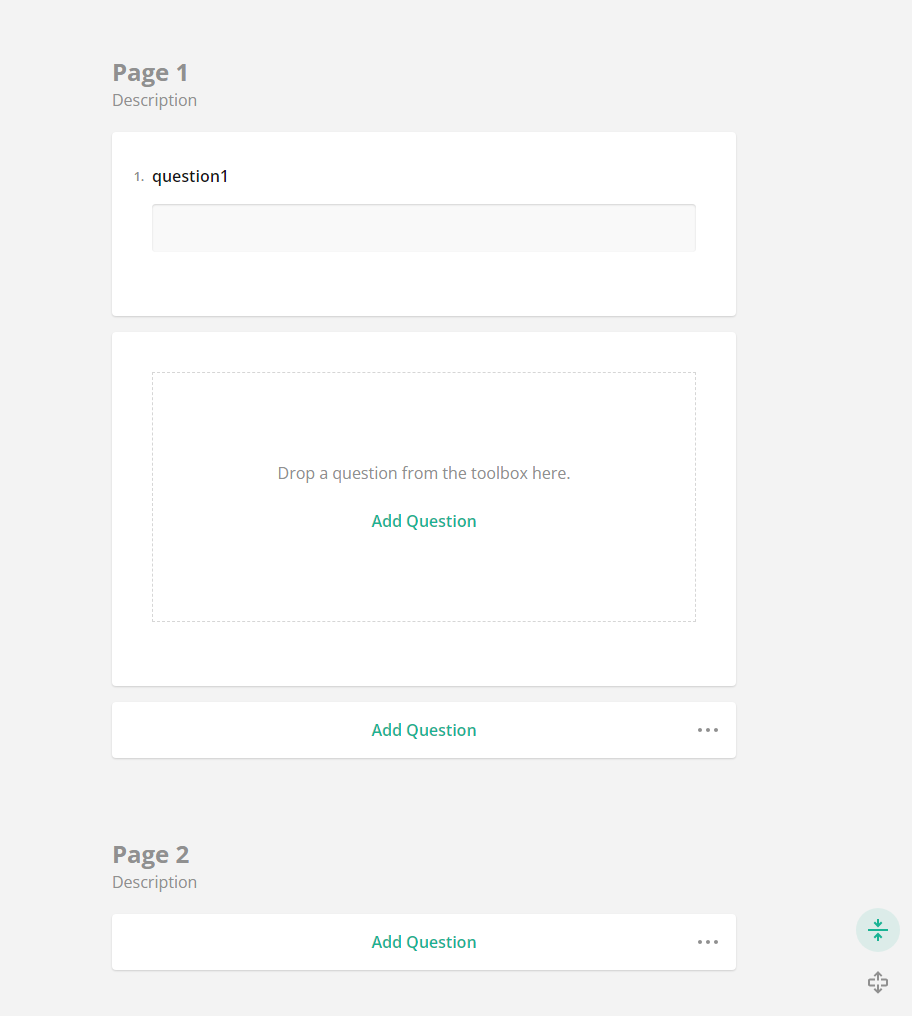 Page 1
Description
1. question1
Drop a question from the toolbox here.
Add Question
Add Question
Page 2
Description
Add Question